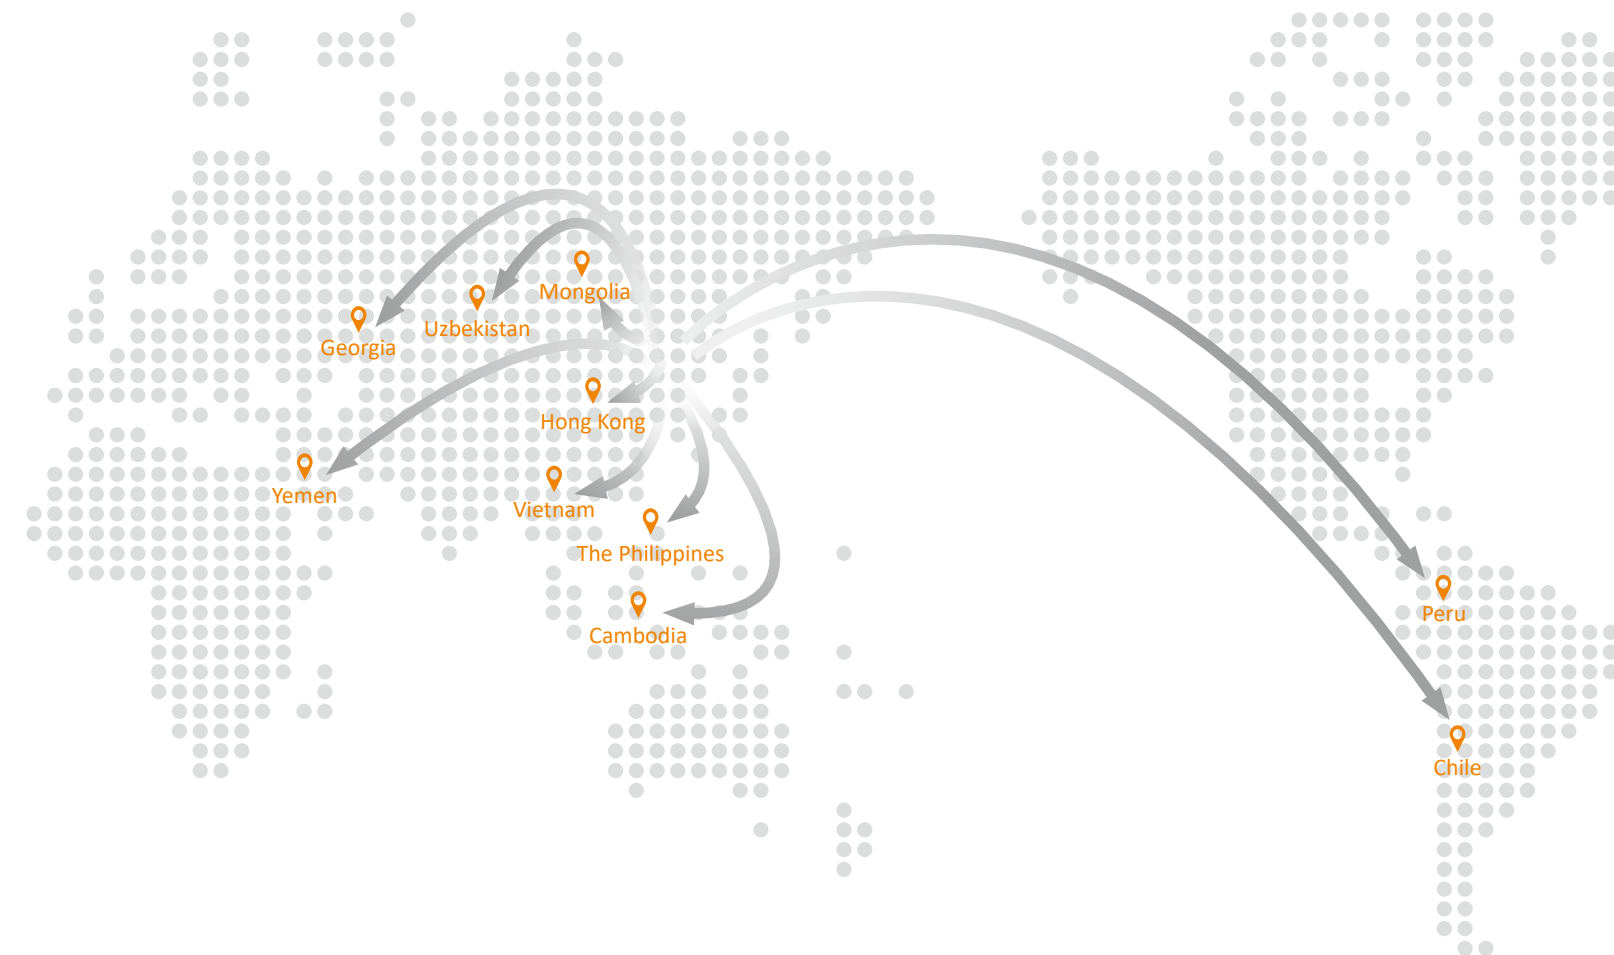 Mongolia
Uzbekistan
Georgia
Hong Kong
Yemen
Vietnam
The Philippines
Cambodia
Peru
Chile